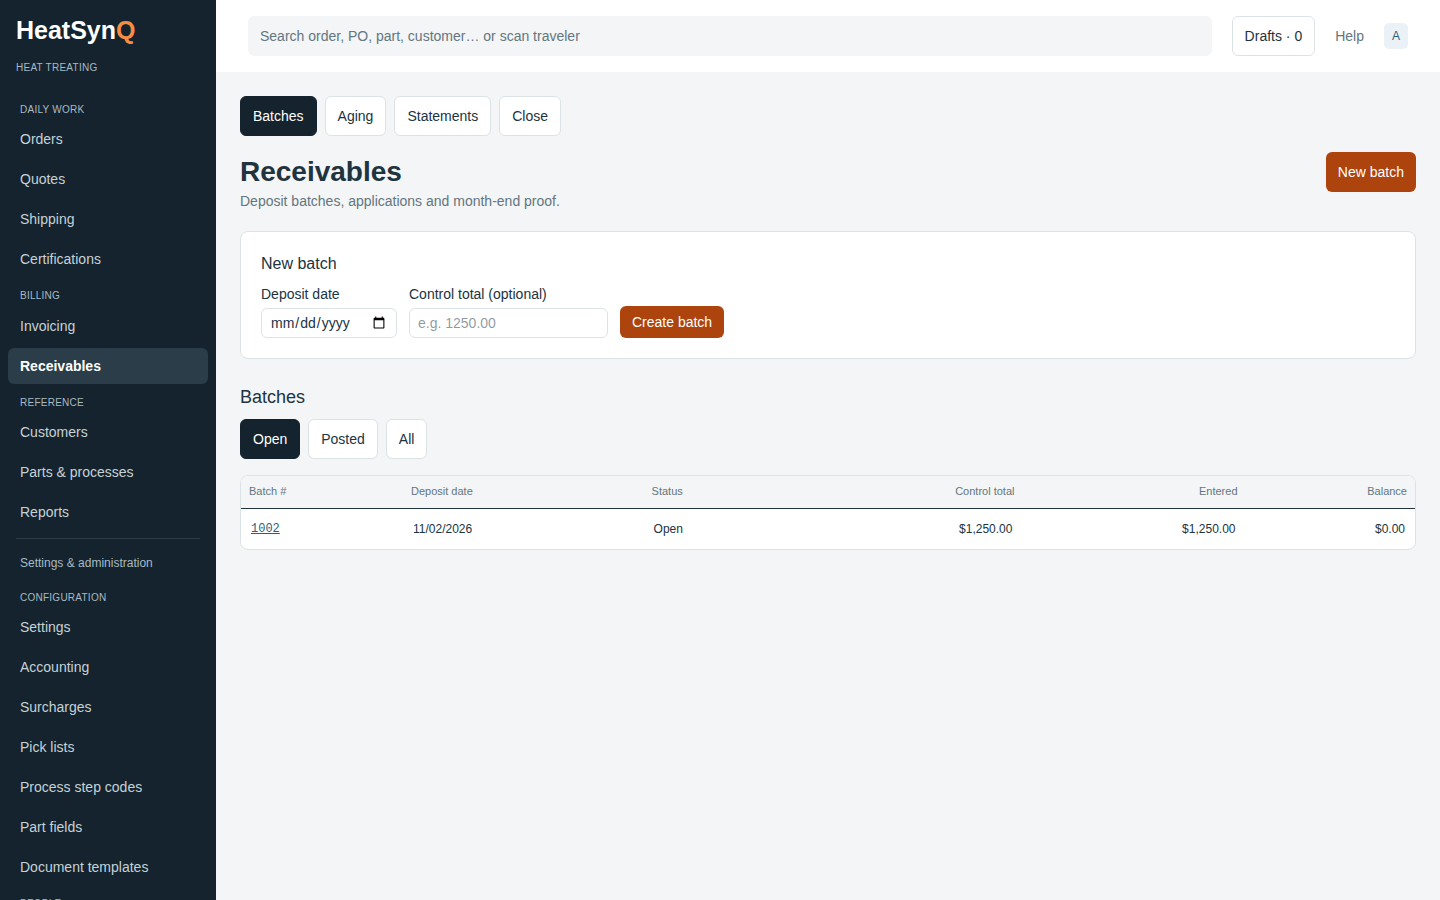 HeatSynQ
HEAT TREATING
DAILY WORK
Orders
Quotes
Shipping
Certifications
BILLING
Invoicing
Receivables
REFERENCE
Customers
Parts & processes
Reports
Settings & administration
CONFIGURATION
Settings
Accounting
Surcharges
Pick lists
Process step codes
Part fields
Document templates
Search order, PO, part, customer… or scan traveler
Drafts · 0
Help
A
Batches
Aging
Statements
Close
Receivables
Deposit batches, applications and month-end proof.
New batch
New batch
Deposit date
Control total (optional)
mm/dd/yyyy
e.g. 1250.00
Create batch
Batches
Open
Posted
All
Batch # Deposit date Status Control total Entered Balance
1002 11/02/2026 Open $1,250.00 $1,250.00 $0.00